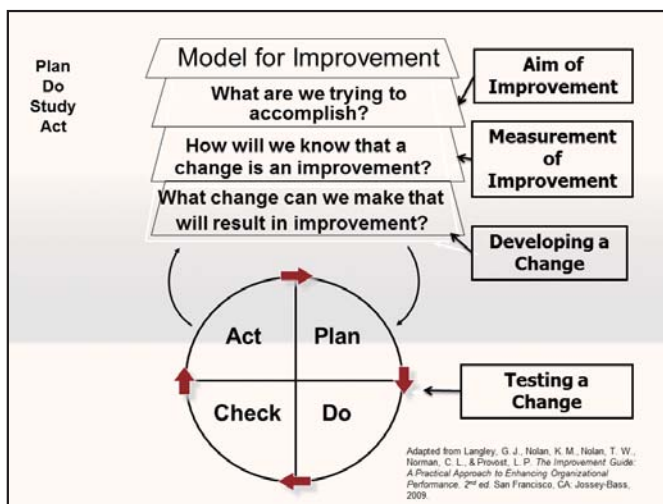 Plan
Do
Study
Act
Model for Improvement
What are we trying to
accomplish?
How will we know that a
change is an improvement?
What change can we make that
will result in improvement?
Aim of
Improvement
Measurement
of
Improvement
Developing a
Change
Act
Plan
Check
Do
Testing a
Change
Adapted from Langley, G. J., Nolan, K. M., Nolan, T. W.,
Norman, C. L., & Provost, L. P. The Improvement Guide:
A Practical Approach to Enhancing Organizational
Performance. 2nd ed. San Francisco, CA: Jossey-Bass,
2009.